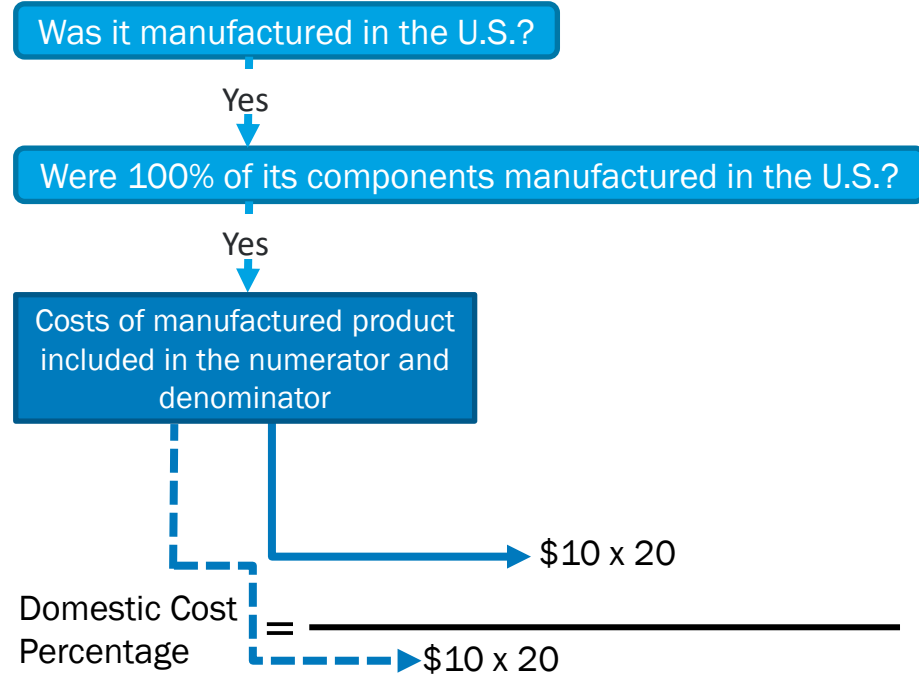 Was it manufactured in the U.S.?
Yes
Were 100% of its components manufactured in the U.S.?
Yes
Costs of manufactured product
included in the numerator and
denominator
$10 x 20
Domestic Cost
Percentage
=
$10 x 20